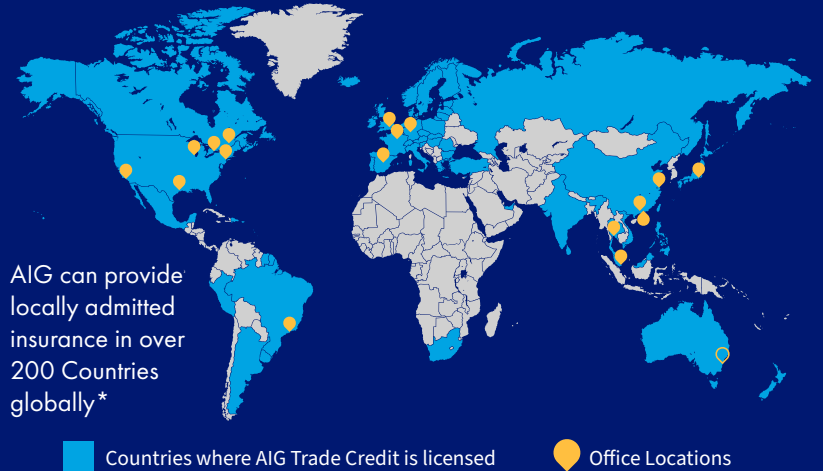 AIG can provide
locally admitted
insurance in over
200 Countries
globally*
Countries where AIG Trade Credit is licensed
Office Locations